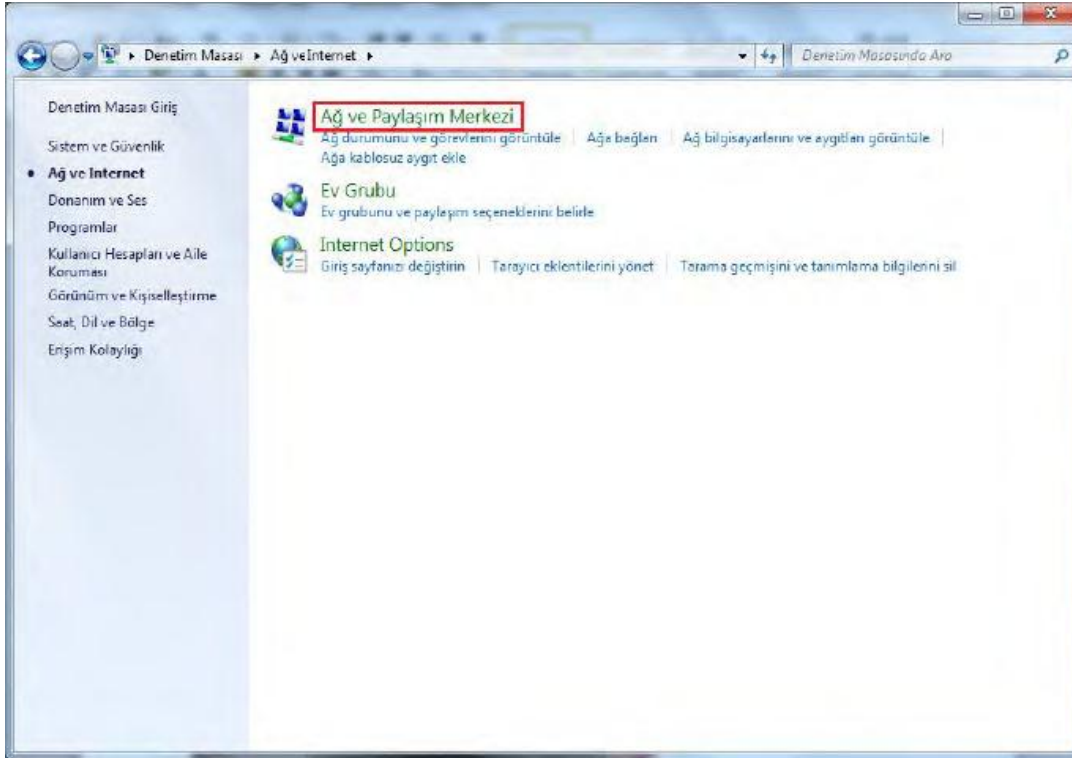 Denetim Masası ▸ Ağ ve Internet ▸
Denetim Masasında Ara
Denetim Masası Giriş
Sistem ve Güvenlik
Ağ ve Internet
Donanım ve Ses
Programlar
Kullanıcı Hesapları ve Aile
Koruması
Görünüm ve Kişiselleştirme
Saat, Dil ve Bölge
Erişim Kolaylığı
Ağ ve Paylaşım Merkezi
Ağ durumunu ve görevlerini görüntüle | Ağa bağlan | Ağ bilgisayarlarını ve aygıtları görüntüle |
Ağa kablosuz aygıt ekle
Ev Grubu
Ev grubunu ve paylaşım seçeneklerini belirle
Internet Options
Giriş sayfanızı değiştirin | Tarayıcı eklentilerini yönet | Tarama geçmişini ve tanımlama bilgilerini sil